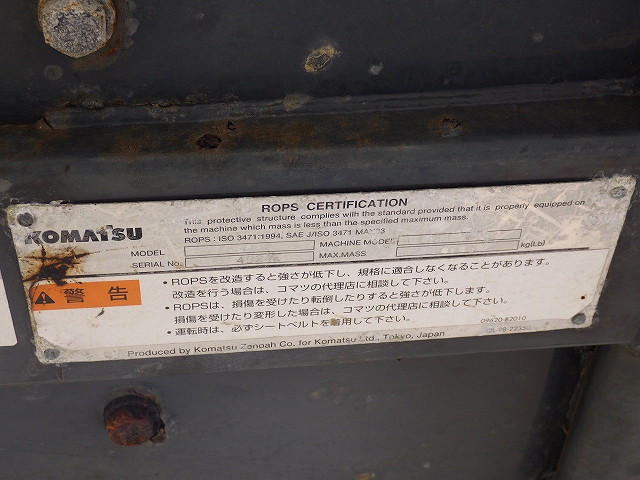 ROPS CERTIFICATION
This protective structure complies with the standard provided that it is properly equipped on
the machine which mass is less than the specified maximum mass.
ROPS : ISO 3471:1994, SAE J/ISO 3471
KOMATSU
MODEL
MACHINE MODEL
SERIAL No.
MAX.MASS
kg(Lb)
警告
・ROPSを改造すると強さが低下し、規格に適合しなくなることがあります。
改造を行う場合は、コマツの代理店に相談して下さい。
・ROPSは、損傷を受けたり転倒したりすると強さが低下します。
損傷を受けたり変形した場合は、コマツの代理店に相談して下さい。
・運転時は、必ずシートベルトを着用して下さい。
09620-B2010
Produced by Komatsu Zenoah Co. for Komatsu Ltd., Tokyo, Japan